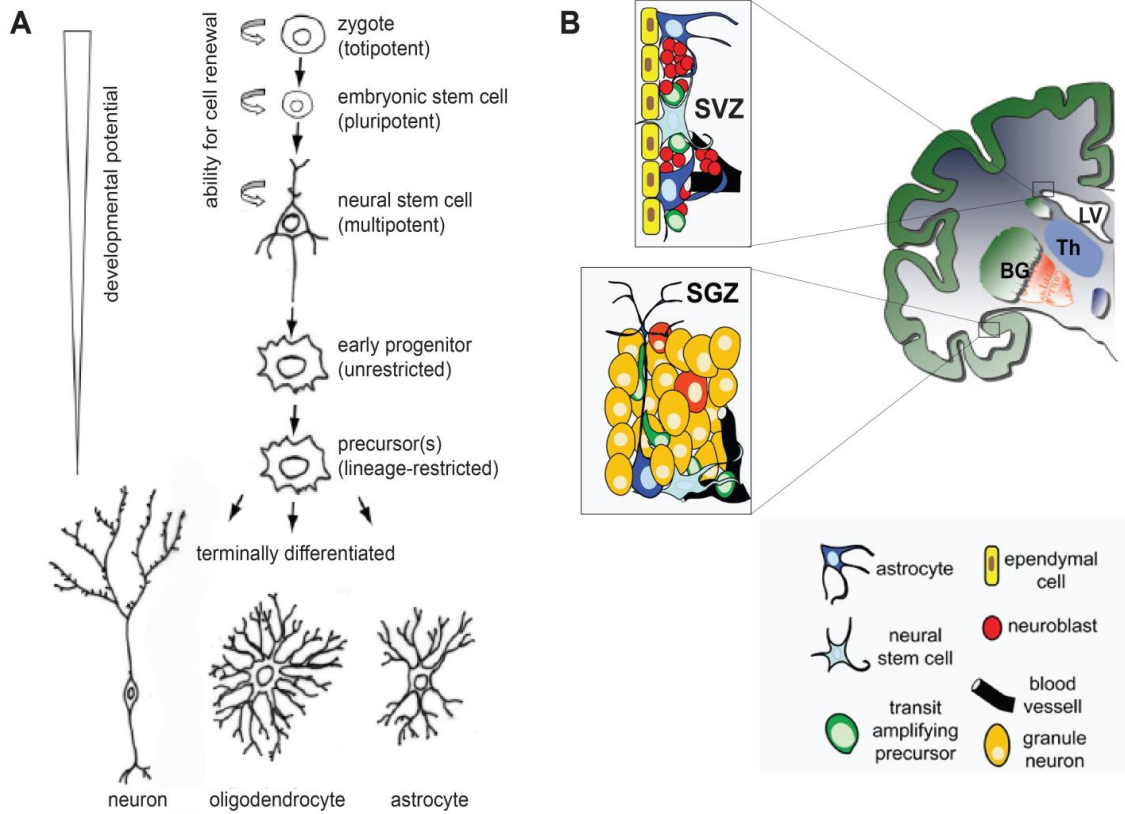 A
developmental potential
ability for cell renewal
zygote
(totipotent)
embryonic stem cell
(pluripotent)
neural stem cell
(multipotent)
early progenitor
(unrestricted)
precursor(s)
(lineage-restricted)
terminally differentiated
neuron
oligodendrocyte
astrocyte
B
SVZ
SGZ
LV
Th
BG
astrocyte
neural
stem cell
transit
amplifying
precursor
ependymal
cell
neuroblast
blood
vessell
granule
neuron